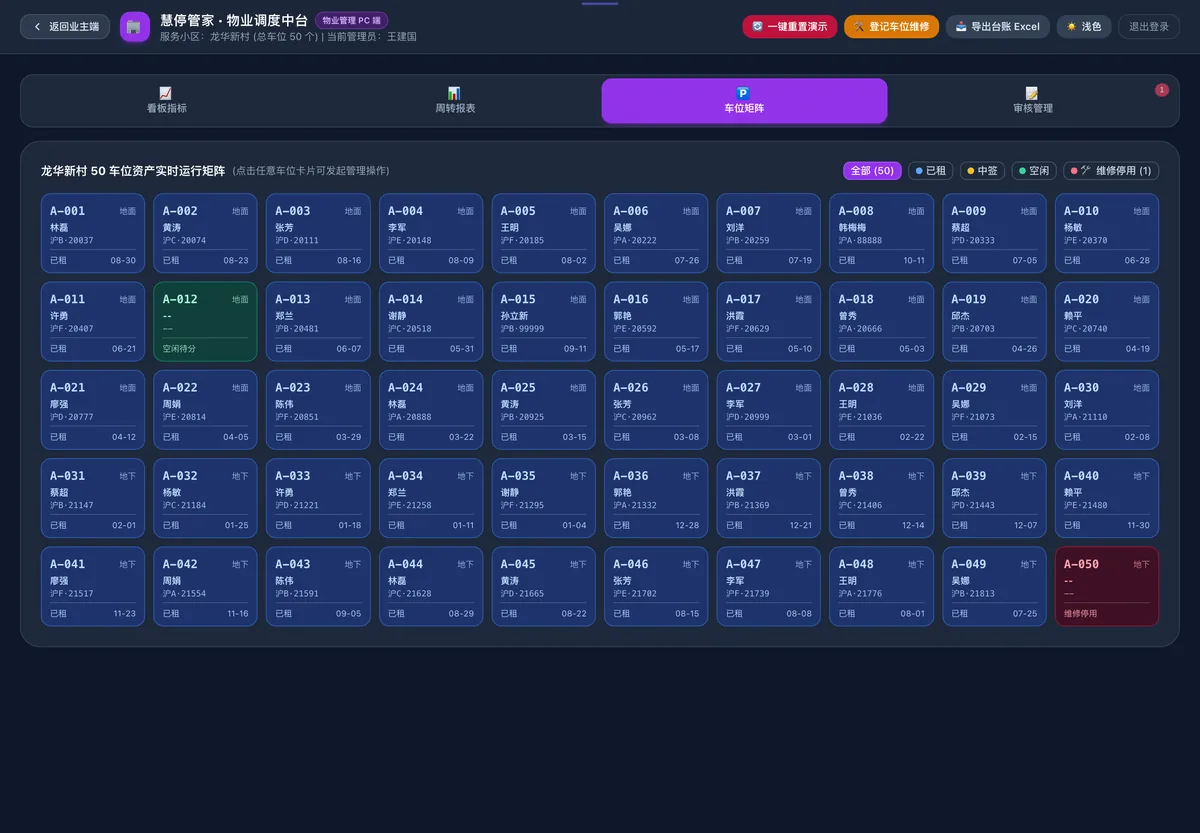 返回业主端
慧停管家 · 物业调度中台 物业管理 PC 端
服务小区: 龙华新村 (总车位 50 个) | 当前管理员: 王建国
一键重置演示
登记车位维修
导出台账 Excel
浅色
退出登录
看板指标
周转报表
车位矩阵
审核管理
1
龙华新村 50 车位资产实时运行矩阵 (点击任意车位卡片可发起管理操作)
全部 (50) 已租 中签 空闲 维修停用 (1)
A-001 地面
林磊
沪B·20037
已租 08-30
A-002 地面
黄涛
沪C·20074
已租 08-23
A-003 地面
张芳
沪D·20111
已租 08-16
A-004 地面
李军
沪E·20148
已租 08-09
A-005 地面
王明
沪F·20185
已租 08-02
A-006 地面
吴娜
沪A·20222
已租 07-26
A-007 地面
刘洋
沪B·20259
已租 07-19
A-008 地面
韩梅梅
沪A·88888
已租 10-11
A-009 地面
蔡超
沪D·20333
已租 07-05
A-010 地面
杨敏
沪E·20370
已租 06-28
A-011 地面
许勇
沪F·20407
已租 06-21
A-012 地面
--
——
空闲待分
A-013 地面
郑兰
沪B·20481
已租 06-07
A-014 地面
谢静
沪C·20518
已租 05-31
A-015 地面
孙立新
沪B·99999
已租 09-11
A-016 地面
郭艳
沪E·20592
已租 05-17
A-017 地面
洪霞
沪F·20629
已租 05-10
A-018 地面
曾秀
沪A·20666
已租 05-03
A-019 地面
邱杰
沪B·20703
已租 04-26
A-020 地面
赖平
沪C·20740
已租 04-19
A-021 地面
廖强
沪D·20777
已租 04-12
A-022 地面
周娟
沪E·20814
已租 04-05
A-023 地面
陈伟
沪F·20851
已租 03-29
A-024 地面
林磊
沪A·20888
已租 03-22
A-025 地面
黄涛
沪B·20925
已租 03-15
A-026 地面
张芳
沪C·20962
已租 03-08
A-027 地面
李军
沪D·20999
已租 03-01
A-028 地面
王明
沪E·21036
已租 02-22
A-029 地面
吴娜
沪F·21073
已租 02-15
A-030 地面
刘洋
沪A·21110
已租 02-08
A-031 地下
蔡超
沪B·21147
已租 02-01
A-032 地下
杨敏
沪C·21184
已租 01-25
A-033 地下
许勇
沪D·21221
已租 01-18
A-034 地下
郑兰
沪E·21258
已租 01-11
A-035 地下
谢静
沪F·21295
已租 01-04
A-036 地下
郭艳
沪A·21332
已租 12-28
A-037 地下
洪霞
沪B·21369
已租 12-21
A-038 地下
曾秀
沪C·21406
已租 12-14
A-039 地下
邱杰
沪D·21443
已租 12-07
A-040 地下
赖平
沪E·21480
已租 11-30
A-041 地下
廖强
沪F·21517
已租 11-23
A-042 地下
周娟
沪A·21554
已租 11-16
A-043 地下
陈伟
沪B·21591
已租 09-05
A-044 地下
林磊
沪C·21628
已租 08-29
A-045 地下
黄涛
沪D·21665
已租 08-22
A-046 地下
张芳
沪E·21702
已租 08-15
A-047 地下
李军
沪F·21739
已租 08-08
A-048 地下
王明
沪A·21776
已租 08-01
A-049 地下
吴娜
沪B·21813
已租 07-25
A-050 地下
--
——
维修停用